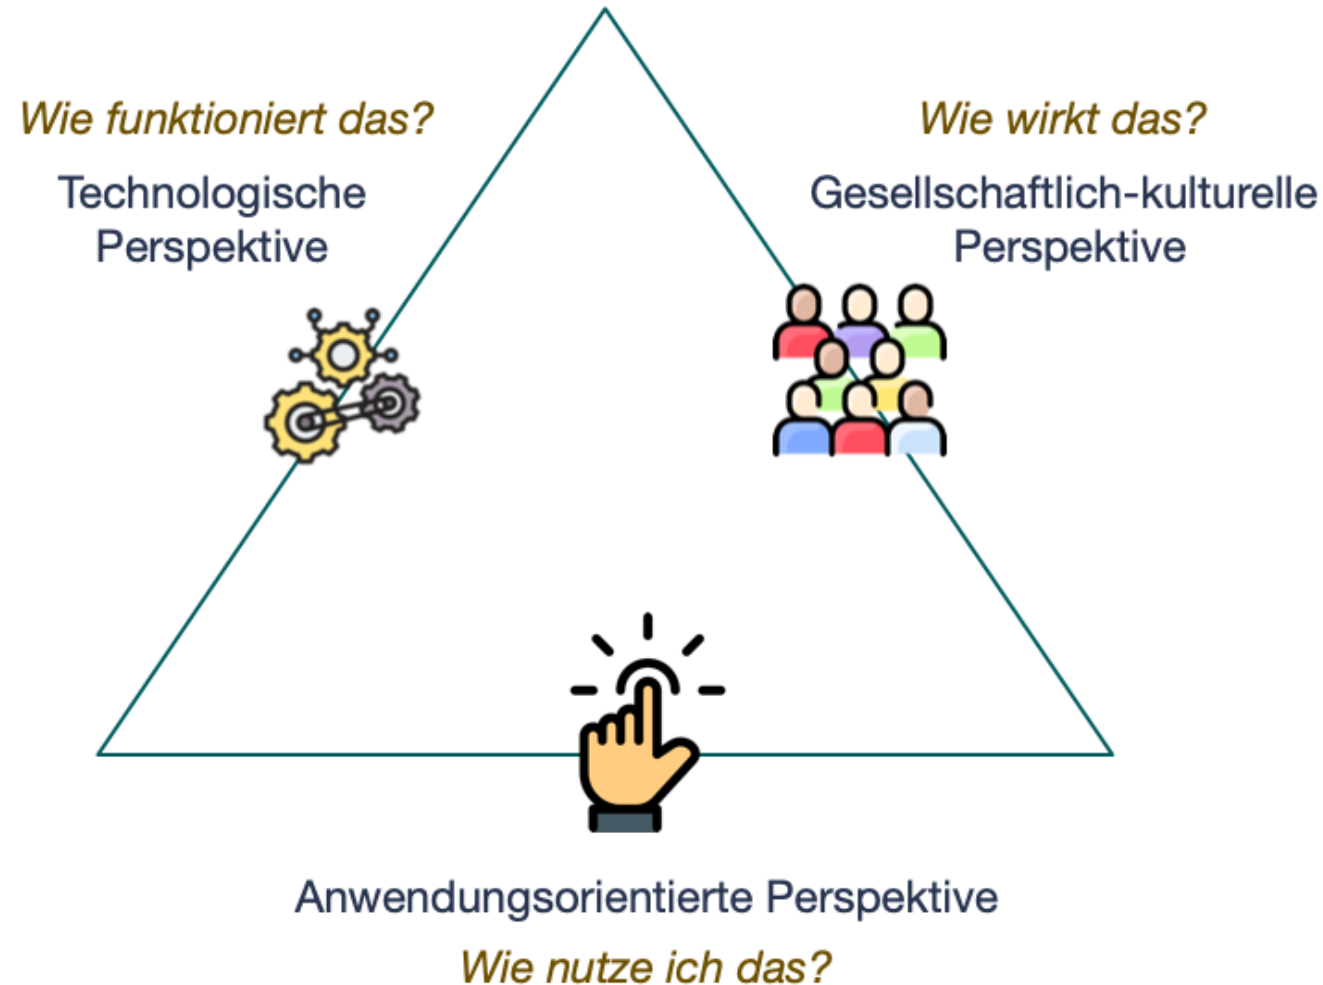 Wie funktioniert das?
Technologische
Perspektive
Wie wirkt das?
Gesellschaftlich-kulturelle
Perspektive
Anwendungsorientierte Perspektive
Wie nutze ich das?